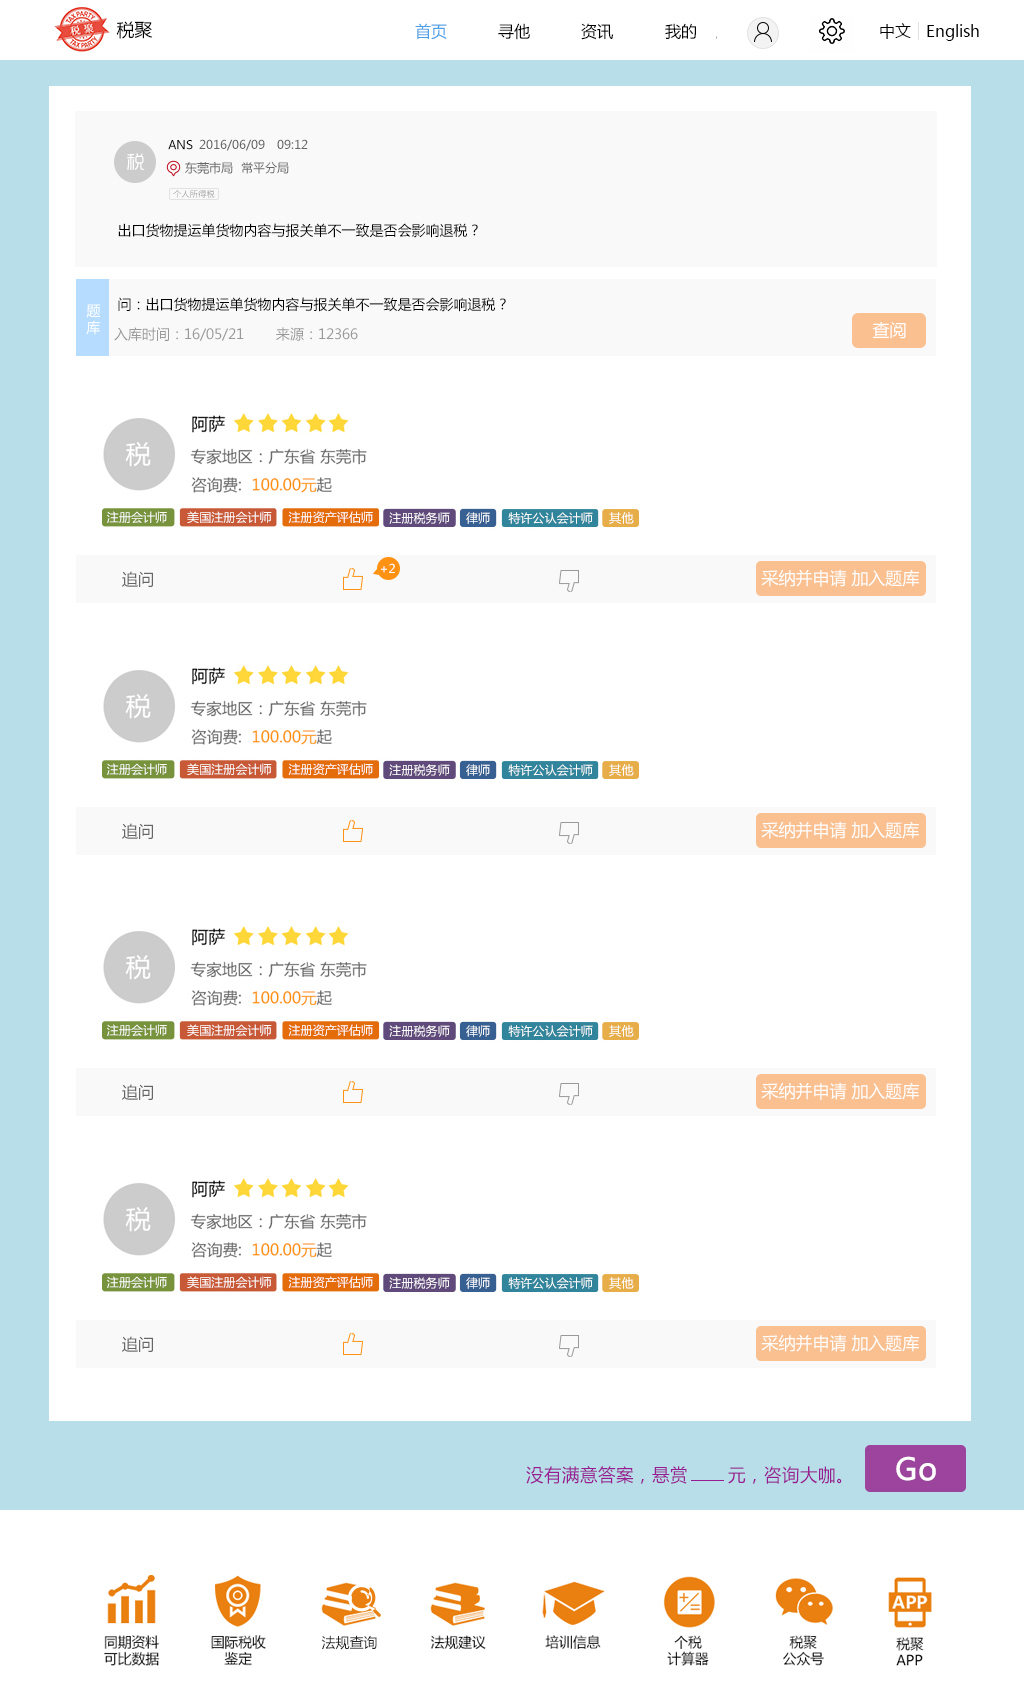 TAX PARTY
税 聚
TAX PARTY
税聚
首页
寻他
资讯
我的
中文
English
税
ANS 2016/06/09 09:12
东莞市局 常平分局
个人所得税
出口货物提运单货物内容与报关单不一致是否会影响退税？
题库
问：出口货物提运单货物内容与报关单不一致是否会影响退税？
入库时间：16/05/21 来源：12366
查阅
税
阿萨
专家地区：广东省 东莞市
咨询费: 100.00元起
注册会计师 美国注册会计师 注册资产评估师 注册税务师 律师 特许公认会计师 其他
追问
+2
采纳并申请 加入题库
税
阿萨
专家地区：广东省 东莞市
咨询费: 100.00元起
注册会计师 美国注册会计师 注册资产评估师 注册税务师 律师 特许公认会计师 其他
追问
采纳并申请 加入题库
税
阿萨
专家地区：广东省 东莞市
咨询费: 100.00元起
注册会计师 美国注册会计师 注册资产评估师 注册税务师 律师 特许公认会计师 其他
追问
采纳并申请 加入题库
税
阿萨
专家地区：广东省 东莞市
咨询费: 100.00元起
注册会计师 美国注册会计师 注册资产评估师 注册税务师 律师 特许公认会计师 其他
追问
采纳并申请 加入题库
没有满意答案，悬赏____元，咨询大咖。
Go
同期资料
可比数据
国际税收
鉴定
法规查询
法规建议
培训信息
个税
计算器
税聚
公众号
APP
税聚
APP